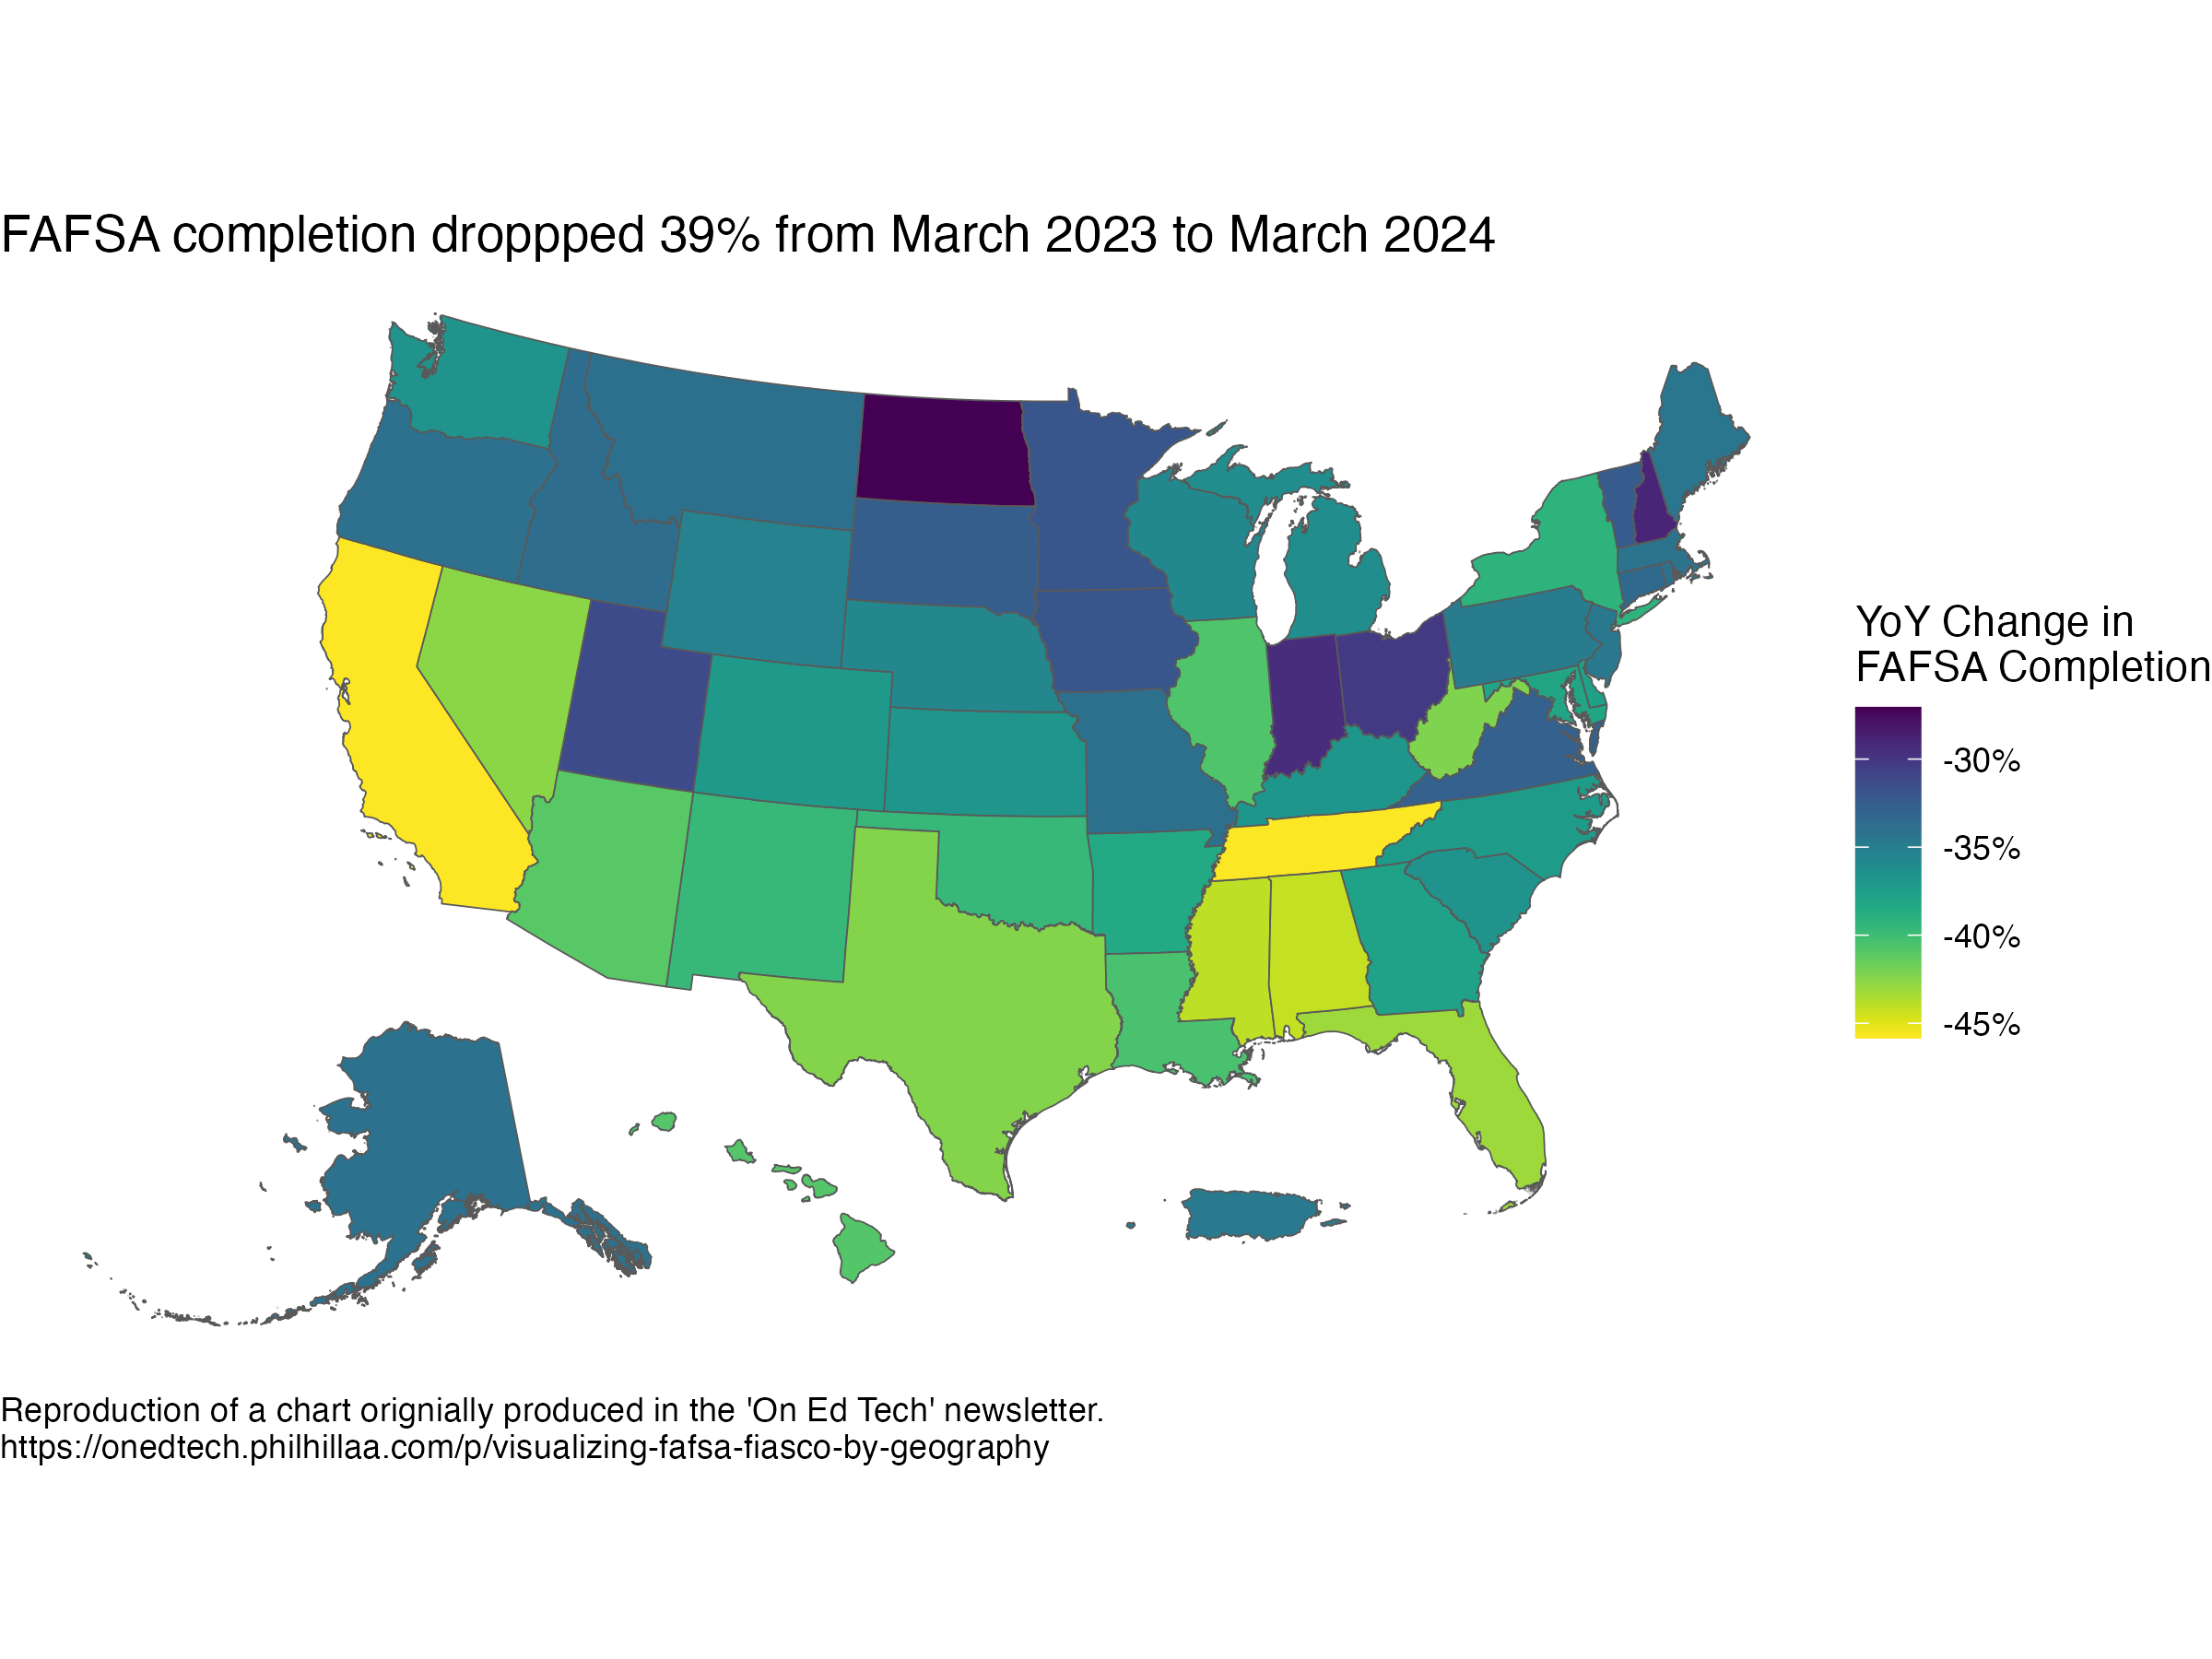 FAFSA completion droppped 39% from March 2023 to March 2024
YoY Change in
FAFSA Completion
-30%
-35%
-40%
-45%
Reproduction of a chart orignially produced in the 'On Ed Tech' newsletter.
https://onedtech.philhillaa.com/p/visualizing-fafsa-fiasco-by-geography